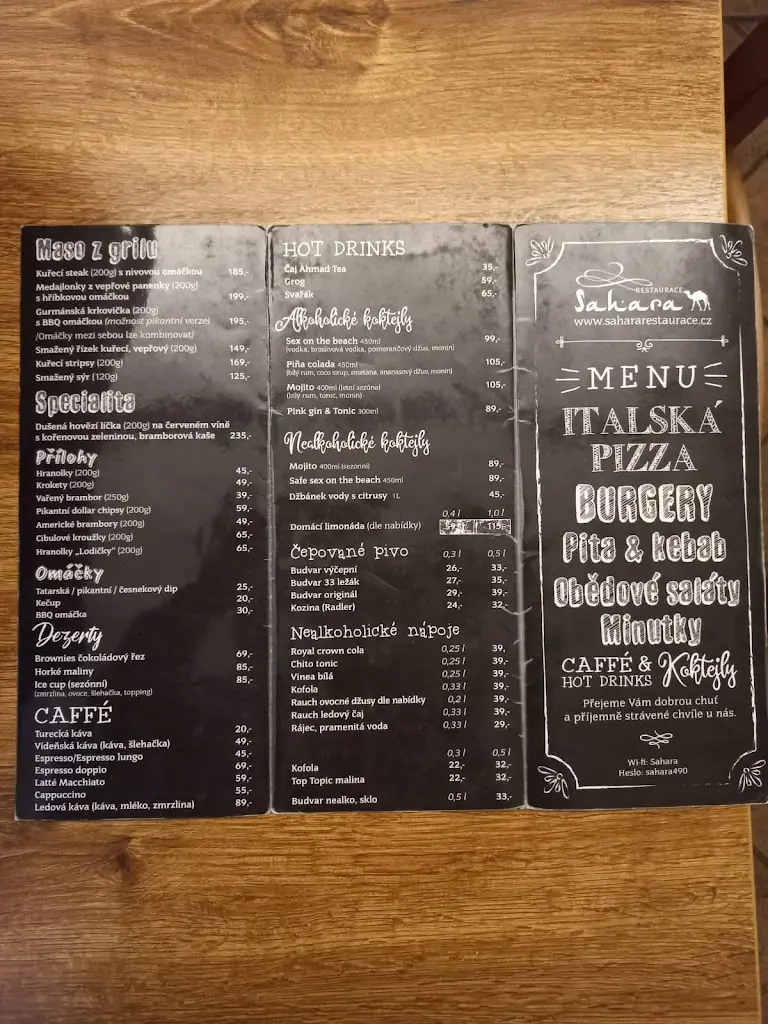 Maso z grilu
Kuřecí steak (200g) s nivovou omáčkou 185,-
Medajlonky z vepřové panenky (200g)
s hříbkovou omáčkou 199,-
Gurmánská krkovička (200g)
s BBQ omáčkou (možnost pikantní verze) 195,-
/Omáčky mezi sebou lze kombinovat/
Smažený řízek kuřecí, vepřový (200g) 149,-
Kuřecí stripsy (200g) 169,-
Smažený sýr (120g) 125,-
Specialita
Dušená hovězí líčka (200g) na červeném víně
s kořenovou zeleninou, bramborová kaše 235,-
Přílohy
Hranolky (200g) 45,-
Krokety (200g) 49,-
Vařený brambor (250g) 39,-
Pikantní dollar chipsy (200g) 59,-
Americké brambory (200g) 49,-
Cibulové kroužky (200g) 65,-
Hranolky „Lodičky" (200g) 65,-
Omáčky
Tatarská / pikantní / česnekový dip 25,-
Kečup 20,-
BBQ omáčka 30,-
Dezerty
Brownies čokoládový řez 69,-
Horké maliny 85,-
Ice cup (sezónní) 85,-
(zmrzlina, ovoce, šlehačka, topping)
CAFFÉ
Turecká káva 20,-
Vídeňská káva (káva, šlehačka) 49,-
Espresso/Espresso lungo 45,-
Espresso doppio 69,-
Latté Macchiato 59,-
Cappuccino 55,-
Ledová káva (káva, mléko, zmrzlina) 89,-
HOT DRINKS
Čaj Ahmad Tea 35,-
Grog 59,-
Svařák 65,-
Alkoholické koktejly
Sex on the beach 450ml 99,-
(vodka, broskvová vodka, pomerančový džus, monin)
Piña colada 450ml 105,-
(bílý rum, coco sirup, smetana, ananasový džus, monin)
Mojito 400ml (letní sezóna) 105,-
(bílý rum, tonic, monin)
Pink gin & Tonic 300ml 89,-
Nealkoholické koktejly
Mojito 400ml (sezónní) 89,-
Safe sex on the beach 450ml 89,-
Džbánek vody s citrusy 1L 45,-
0,4 l 1,0 l
Domácí limonáda (dle nabídky) 115,-
Čepované pivo 0,3 l 0,5 l
Budvar výčepní 26,- 33,-
Budvar 33 ležák 27,- 35,-
Budvar originál 29,- 39,-
Kozina (Radler) 24,- 32,-
Nealkoholické nápoje
Royal crown cola 0,25 l 39,
Chito tonic 0,25 l 39,-
Vinea bílá 0,25 l 39,-
Kofola 0,33 l 39,-
Rauch ovocné džusy dle nabídky 0,2 l 39,-
Rauch ledový čaj 0,33 l 39,-
Rájec, pramenitá voda 0,33 l 29,-
0,3 l 0,5 l
Kofola 22,- 32,-
Top Topic malina 22,- 32,-
Budvar nealko, sklo 0,5 l 33,-
RESTAURACE
Sahara
www.sahararestaurace.cz
MENU
ITALSKÁ
PIZZA
BURGERY
Pita & kebab
Obědové saláty
Minutky
CAFFÉ &
HOT DRINKS Koktejly
Přejeme Vám dobrou chuť
a příjemně strávené chvíle u nás.
Wi-fi: Sahara
Heslo: sahara490